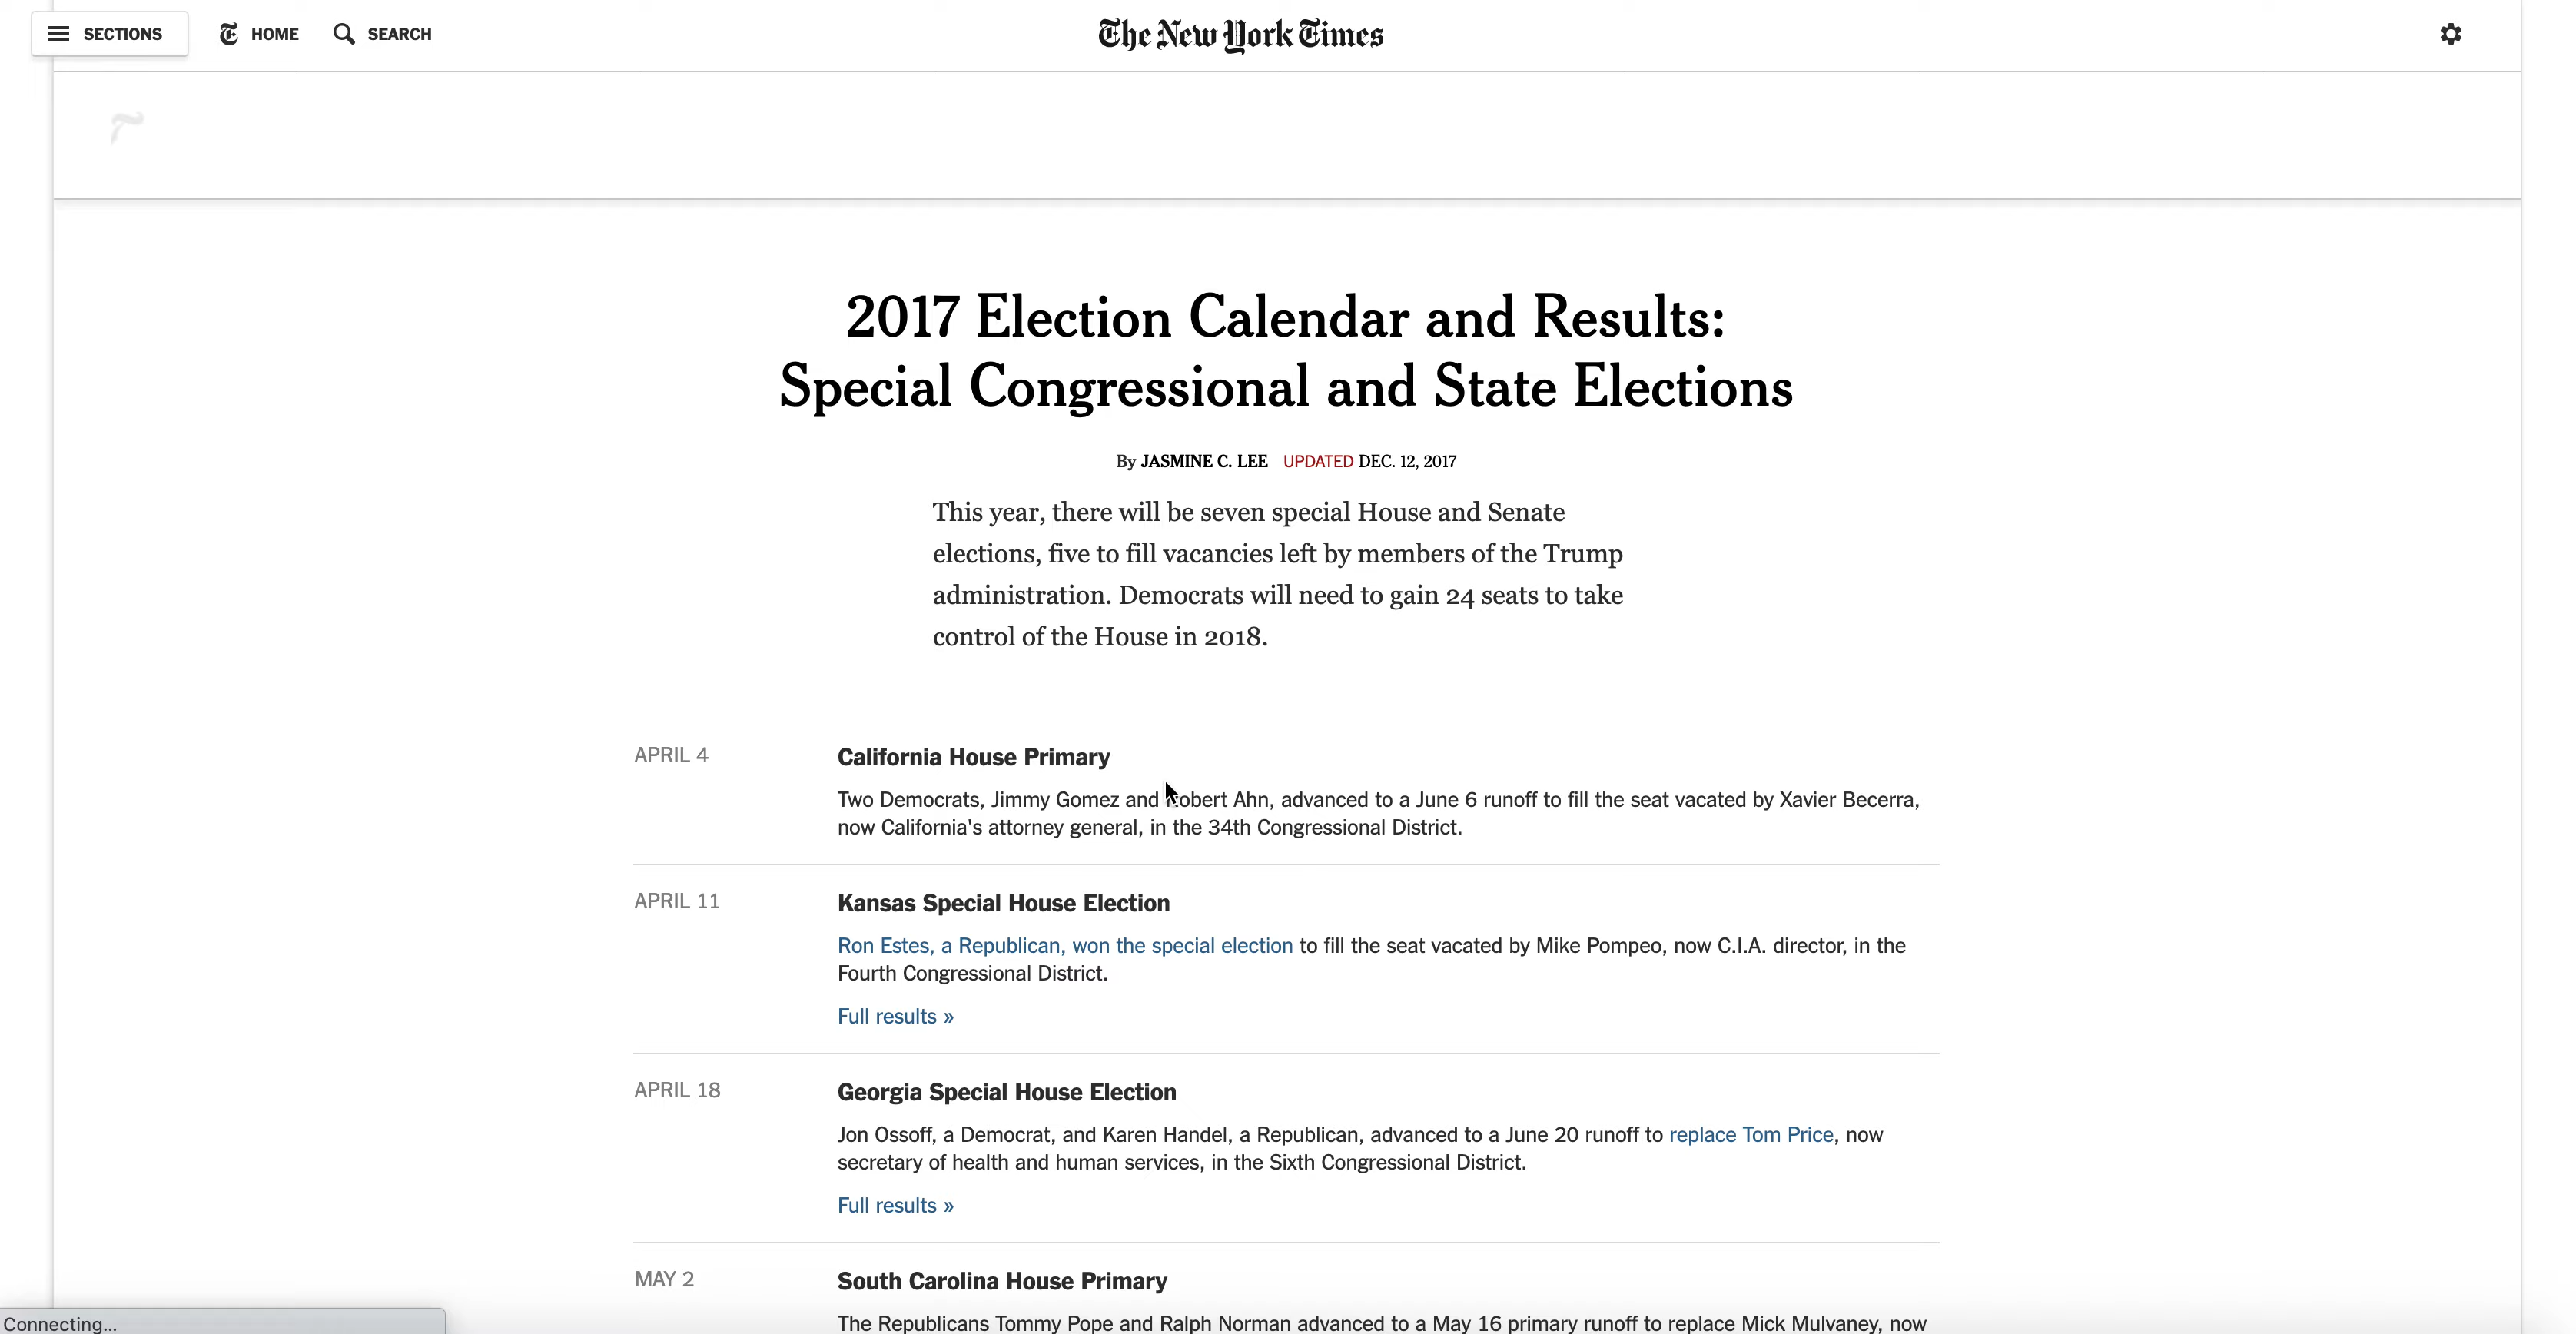 SECTIONS HOME SEARCH The New York Times
2017 Election Calendar and Results:
Special Congressional and State Elections
By JASMINE C. LEE UPDATED DEC. 12, 2017
This year, there will be seven special House and Senate
elections, five to fill vacancies left by members of the Trump
administration. Democrats will need to gain 24 seats to take
control of the House in 2018.
APRIL 4 California House Primary
Two Democrats, Jimmy Gomez and Robert Ahn, advanced to a June 6 runoff to fill the seat vacated by Xavier Becerra,
now California's attorney general, in the 34th Congressional District.
APRIL 11 Kansas Special House Election
Ron Estes, a Republican, won the special election to fill the seat vacated by Mike Pompeo, now C.I.A. director, in the
Fourth Congressional District.
Full results »
APRIL 18 Georgia Special House Election
Jon Ossoff, a Democrat, and Karen Handel, a Republican, advanced to a June 20 runoff to replace Tom Price, now
secretary of health and human services, in the Sixth Congressional District.
Full results »
MAY 2 South Carolina House Primary
The Republicans Tommy Pope and Ralph Norman advanced to a May 16 primary runoff to replace Mick Mulvaney, now
Connecting...